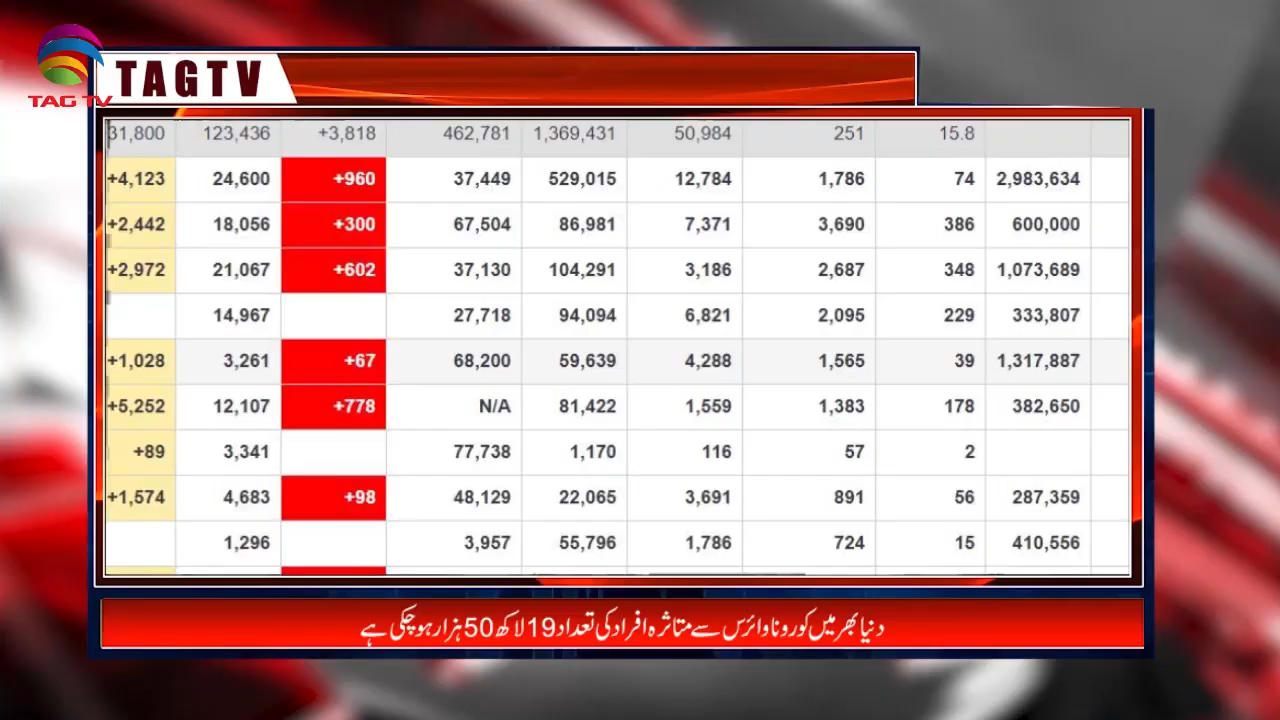 TAGTV
TAG TV
31,800 123,436 +3,818 462,781 1,369,431 50,984 251 15.8
+4,123 24,600 +960 37,449 529,015 12,784 1,786 74 2,983,634
+2,442 18,056 +300 67,504 86,981 7,371 3,690 386 600,000
+2,972 21,067 +602 37,130 104,291 3,186 2,687 348 1,073,689
14,967 27,718 94,094 6,821 2,095 229 333,807
+1,028 3,261 +67 68,200 59,639 4,288 1,565 39 1,317,887
+5,252 12,107 +778 N/A 81,422 1,559 1,383 178 382,650
+89 3,341 77,738 1,170 116 57 2
+1,574 4,683 +98 48,129 22,065 3,691 891 56 287,359
1,296 3,957 55,796 1,786 724 15 410,556
دنیا بھر میں کورونا وائرس سے متاثرہ افراد کی تعداد 19 لاکھ 50 ہزار ہو چکی ہے